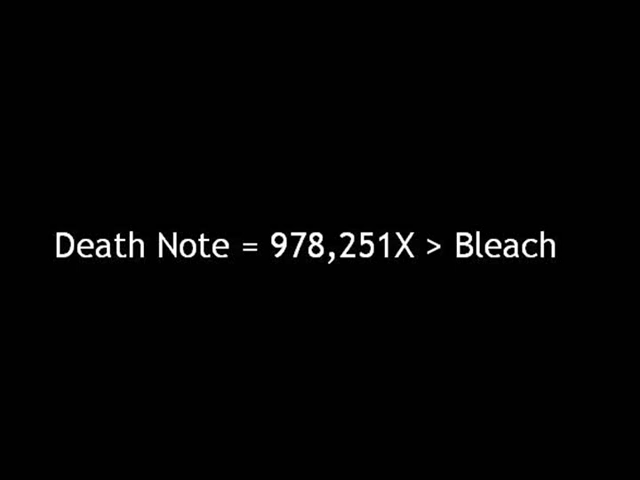 Death Note = 978,251X > Bleach